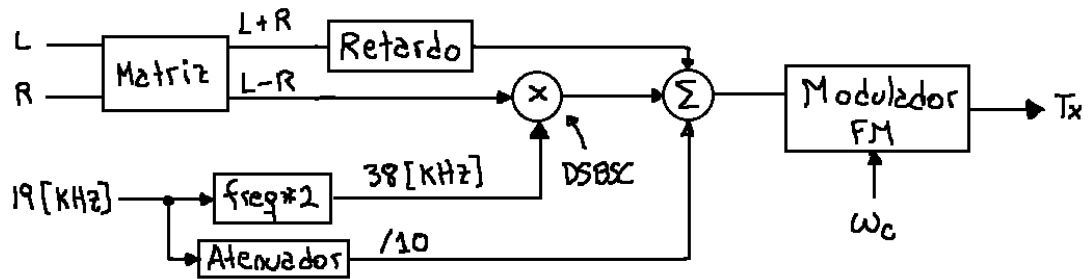 L
L+R
Retardo
Matriz
R
L-R
×
Σ
Modulador
FM
Tx
DSBSC
ωc
19[KHz]
freq*2
38[KHz]
Atenuador
/10